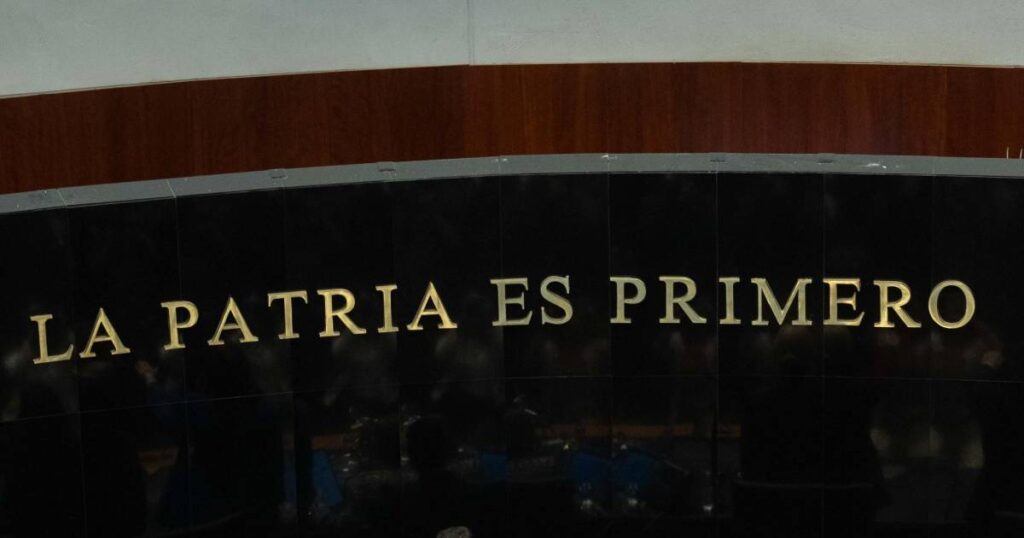 LA PATRIA ES PRIMERO